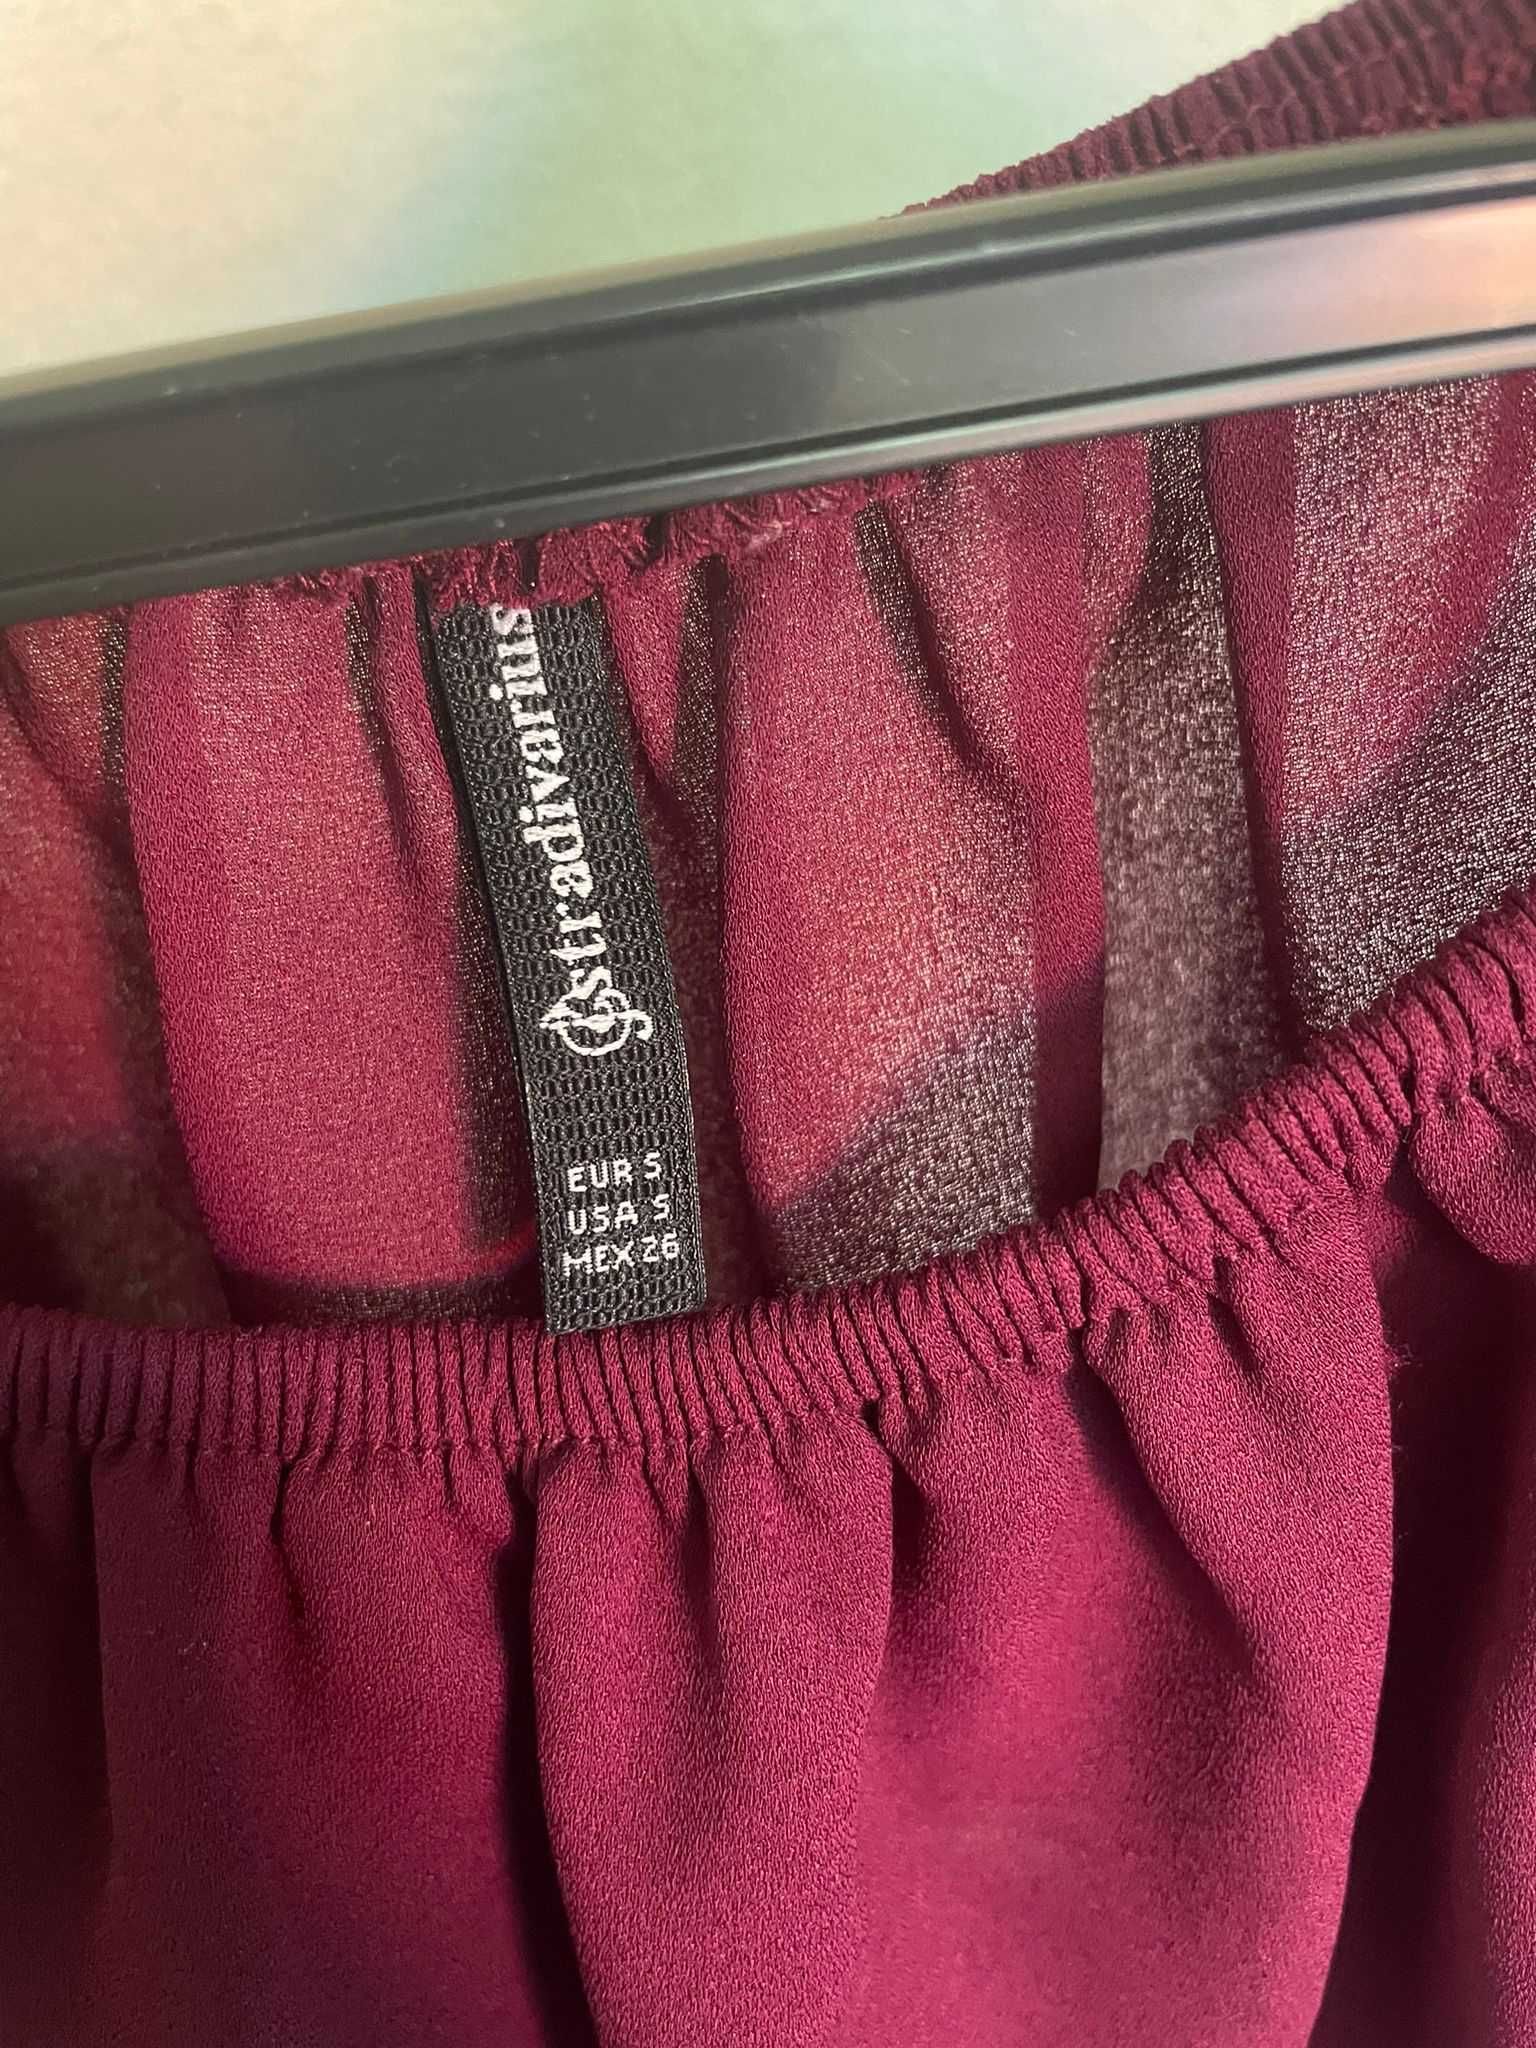 stradivarius
EUR S
USA S
MEX 26